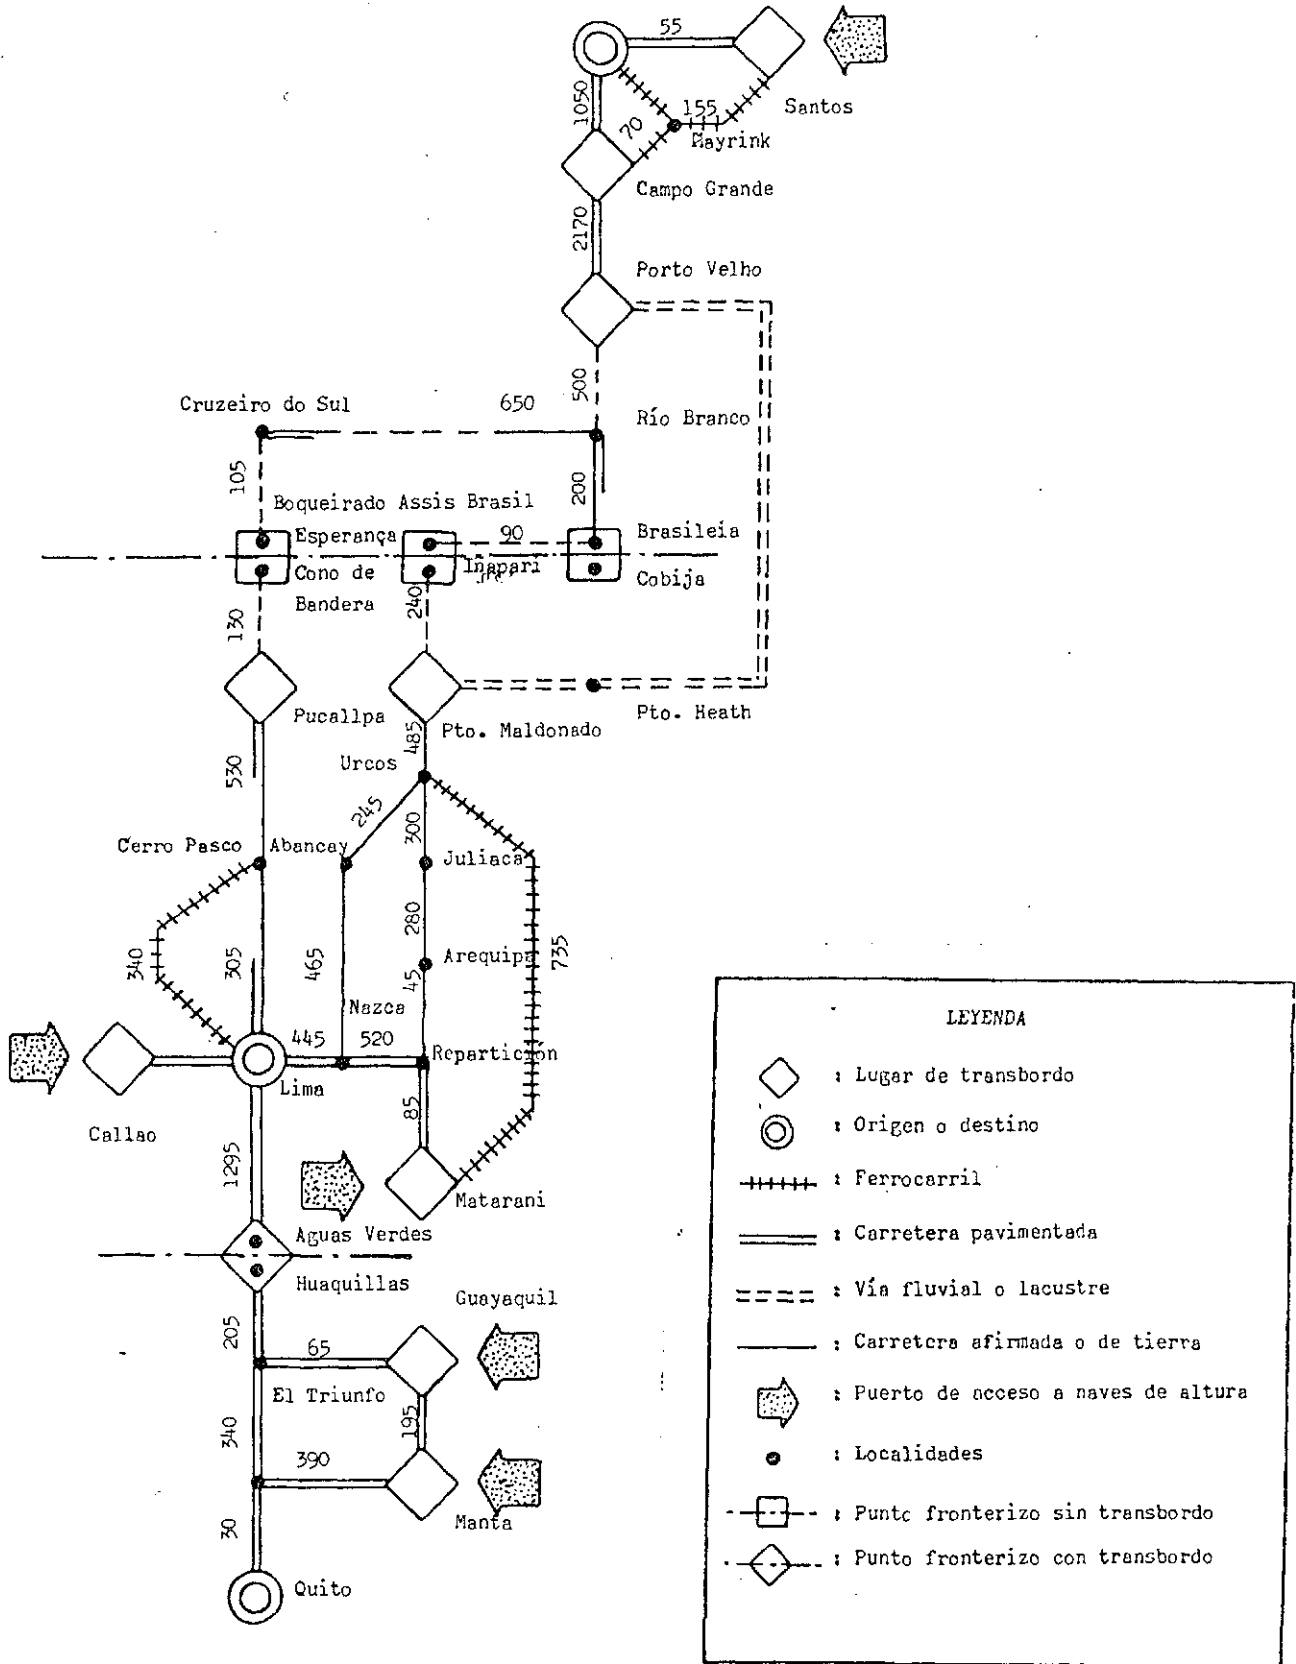 55
Santos
1050
155
70
Mayrink
Campo Grande
2170
Porto Velho
500
Cruzeiro do Sul
650
Río Branco
105
200
Boqueirado Assis Brasil
Esperança
90
Brasileia
Inapari
Cono de
Bandera
Cobija
130
240
Pucallpa
Pto. Maldonado
Pto. Heath
485
530
Urcos
245
300
Cerro Pasco
Abancay
Juliaca
280
340
305
465
Arequipa
735
45
Nazca
445
520
Repartición
Lima
85
Callao
1295
Matarani
Aguas Verdes
Huaquillas
Guayaquil
205
65
El Triunfo
195
340
390
Manta
30
Quito
LEYENDA
: Lugar de transbordo
: Origen o destino
: Ferrocarril
: Carretera pavimentada
: Vía fluvial o lacustre
: Carretera afirmada o de tierra
: Puerto de acceso a naves de altura
: Localidades
: Punto fronterizo sin transbordo
: Punto fronterizo con transbordo